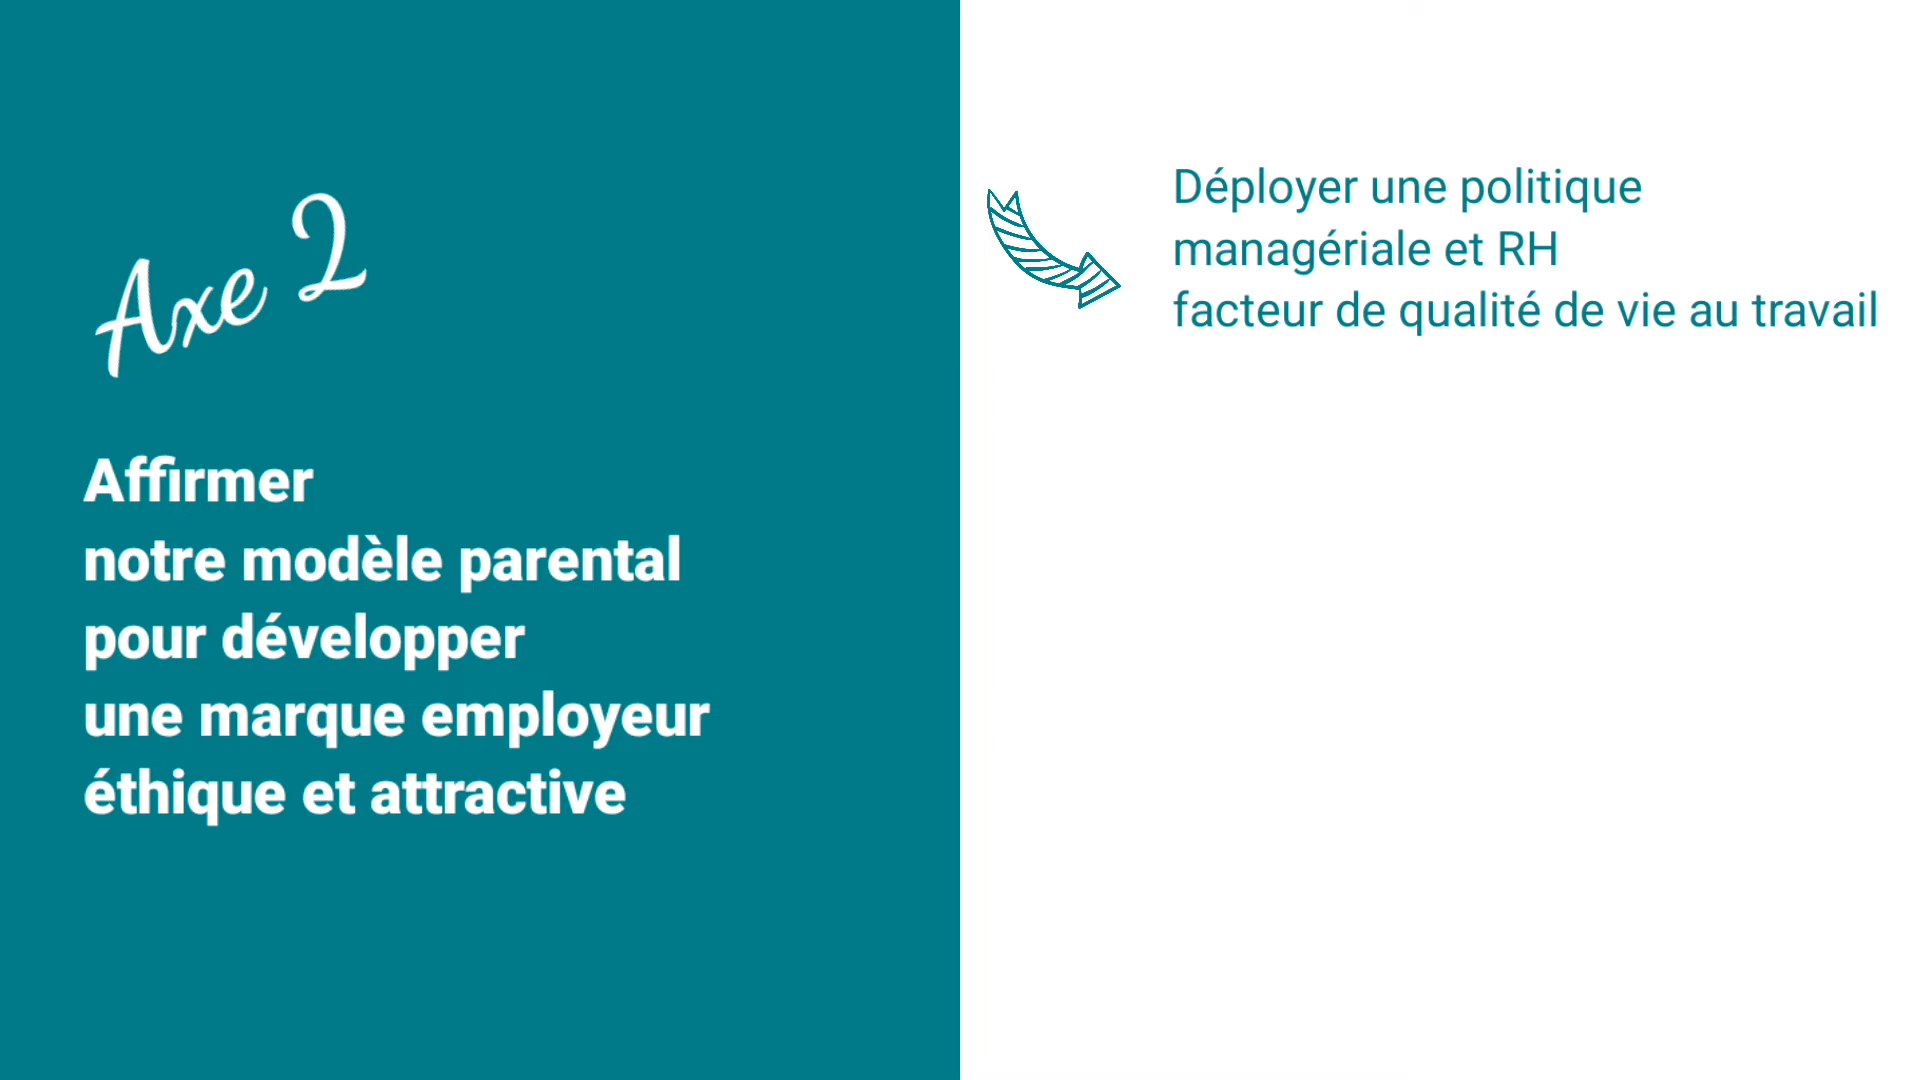 Axe 2
Affirmer
notre modèle parental
pour développer
une marque employeur
éthique et attractive
Déployer une politique
managériale et RH
facteur de qualité de vie au travail